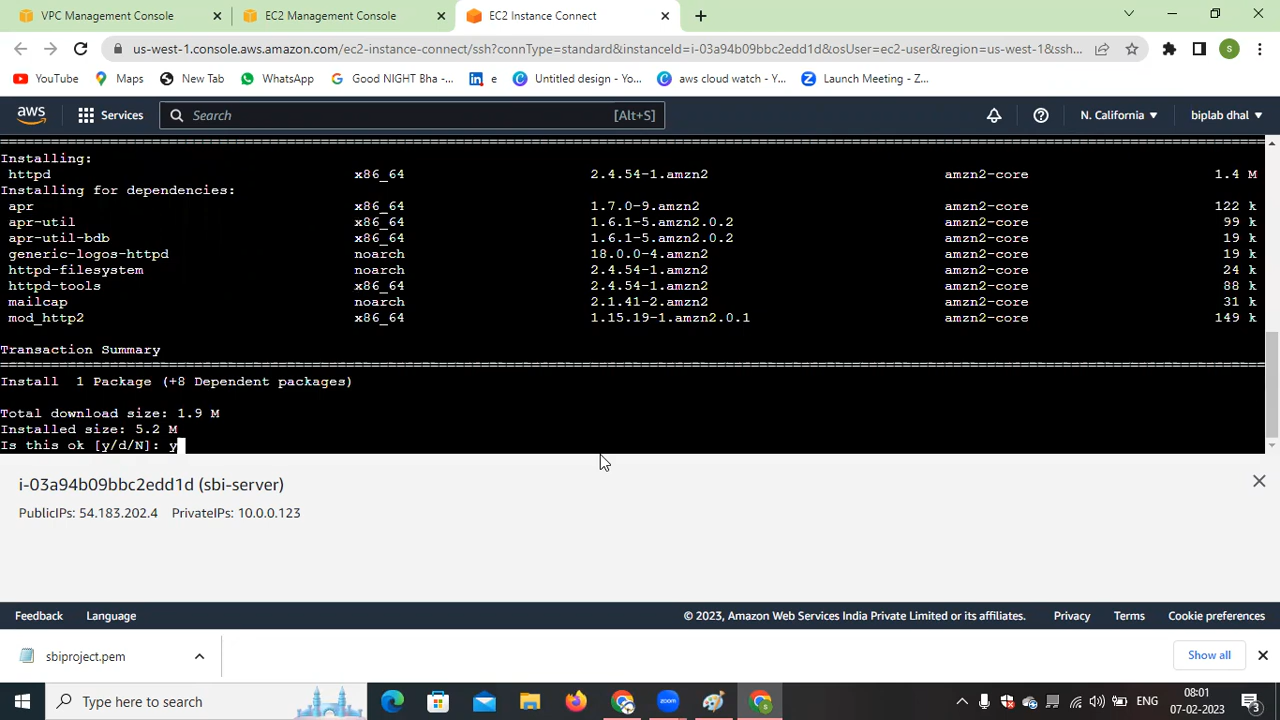 VPC Management Console
EC2 Management Console
EC2 Instance Connect
us-west-1.console.aws.amazon.com/ec2-instance-connect/ssh?connType=standard&instanceId=i-03a94b09bbc2edd1d&osUser=ec2-user&region=us-west-1&ssh...
S
YouTube
Maps
New Tab
WhatsApp
Good NIGHT Bha -...
e
Untitled design - Yo...
aws cloud watch - Y...
Launch Meeting - Z...
aws
Services
Search
[Alt+S]
N. California
biplab dhal
Installing:
httpd x86_64 2.4.54-1.amzn2 amzn2-core 1.4 M
Installing for dependencies:
apr x86_64 1.7.0-9.amzn2 amzn2-core 122 k
apr-util x86_64 1.6.1-5.amzn2.0.2 amzn2-core 99 k
apr-util-bdb x86_64 1.6.1-5.amzn2.0.2 amzn2-core 19 k
generic-logos-httpd noarch 18.0.0-4.amzn2 amzn2-core 19 k
httpd-filesystem noarch 2.4.54-1.amzn2 amzn2-core 24 k
httpd-tools x86_64 2.4.54-1.amzn2 amzn2-core 88 k
mailcap noarch 2.1.41-2.amzn2 amzn2-core 31 k
mod_http2 x86_64 1.15.19-1.amzn2.0.1 amzn2-core 149 k
Transaction Summary
Install 1 Package (+8 Dependent packages)
Total download size: 1.9 M
Installed size: 5.2 M
Is this ok [y/d/N]: y
i-03a94b09bbc2edd1d (sbi-server)
PublicIPs: 54.183.202.4 PrivateIPs: 10.0.0.123
Feedback
Language
© 2023, Amazon Web Services India Private Limited or its affiliates.
Privacy
Terms
Cookie preferences
sbiproject.pem
Show all
Type here to search
zoom
S
ENG
08:01
07-02-2023
3